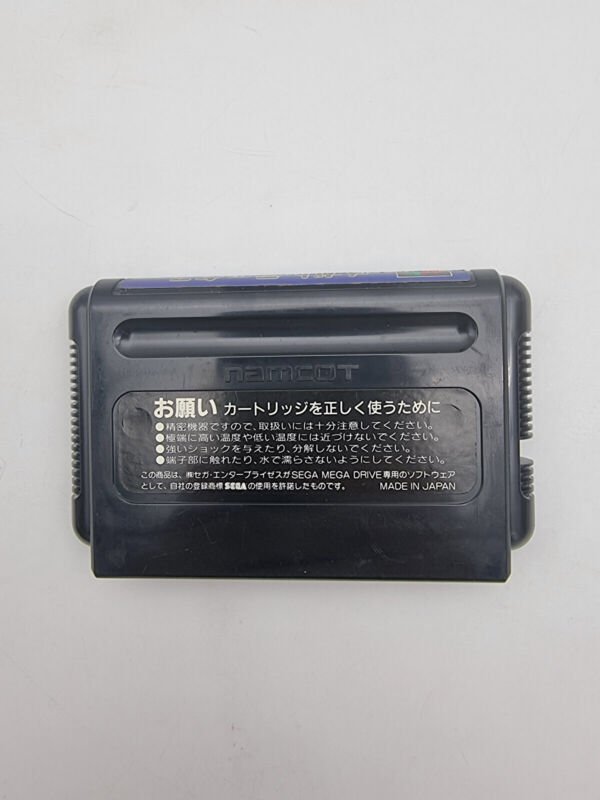 namcoT
お願い カートリッジを正しく使うために
●精密機器ですので、取扱いには十分注意してください。
●極端に高い温度や低い温度には近づけないでください。
●強いショックを与えたり、分解しないでください。
●端子部に触れたり、水で濡らさないようにしてください。
この商品は、㈱セガ・エンタープライゼスがSEGA MEGA DRIVE専用のソフトウェア
として、自社の登録商標 SEGA の使用を許諾したものです。 MADE IN JAPAN